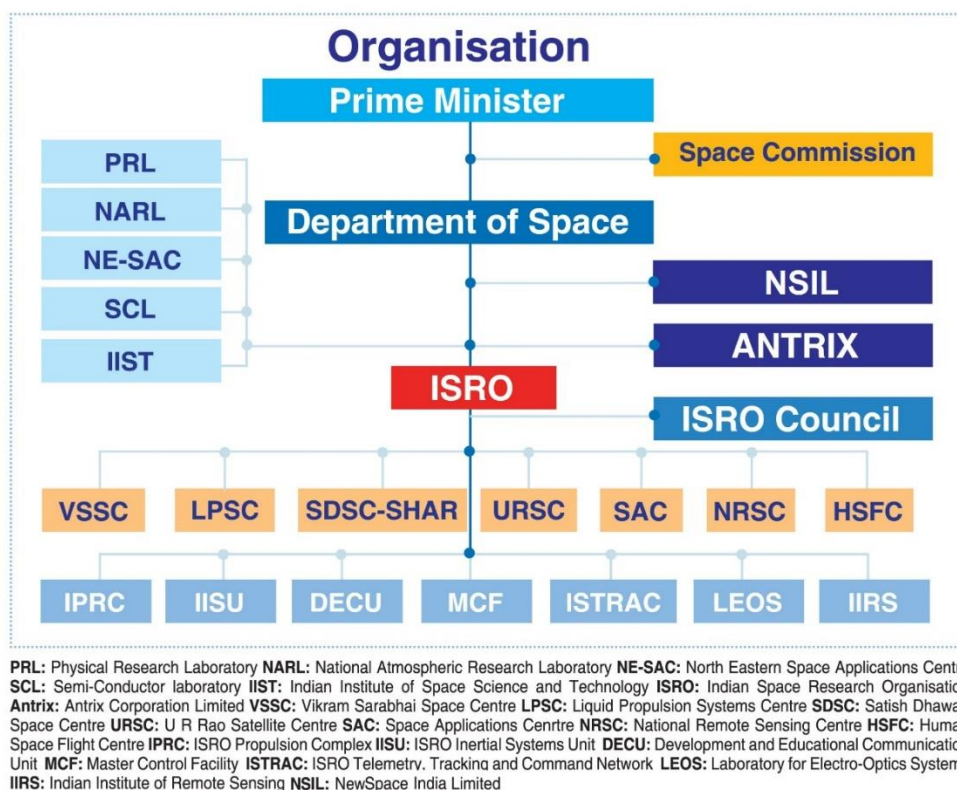 Organisation
Prime Minister
PRL
Space Commission
NARL
Department of Space
NE-SAC
NSIL
SCL
ANTRIX
IIST
ISRO
ISRO Council
VSSC LPSC SDSC-SHAR URSC SAC NRSC HSFC
IPRC IISU DECU MCF ISTRAC LEOS IIRS
PRL: Physical Research Laboratory NARL: National Atmospheric Research Laboratory NE-SAC: North Eastern Space Applications Centr
SCL: Semi-Conductor laboratory IIST: Indian Institute of Space Science and Technology ISRO: Indian Space Research Organisatio
Antrix: Antrix Corporation Limited VSSC: Vikram Sarabhai Space Centre LPSC: Liquid Propulsion Systems Centre SDSC: Satish Dhawa
Space Centre URSC: U R Rao Satellite Centre SAC: Space Applications Cenrtre NRSC: National Remote Sensing Centre HSFC: Huma
Space Flight Centre IPRC: ISRO Propulsion Complex IISU: ISRO Inertial Systems Unit DECU: Development and Educational Communicatio
Unit MCF: Master Control Facility ISTRAC: ISRO Telemetry, Tracking and Command Network LEOS: Laboratory for Electro-Optics System
IIRS: Indian Institute of Remote Sensing NSIL: NewSpace India Limited